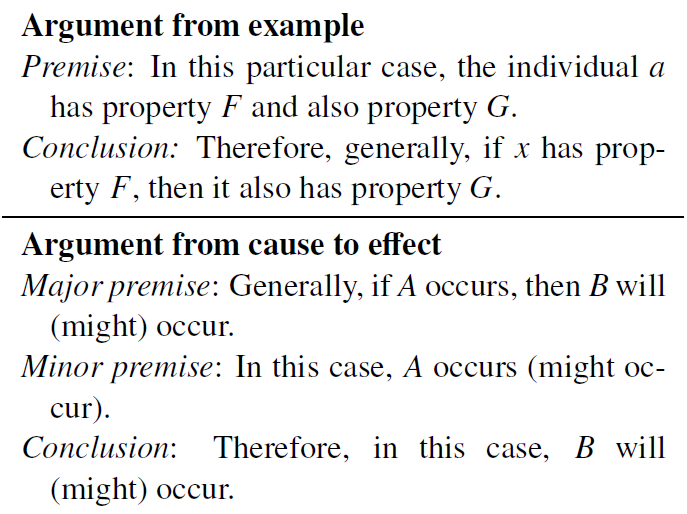 Argument from example
Premise: In this particular case, the individual a
has property F and also property G.
Conclusion: Therefore, generally, if x has prop-
erty F, then it also has property G.
Argument from cause to effect
Major premise: Generally, if A occurs, then B will
(might) occur.
Minor premise: In this case, A occurs (might oc-
cur).
Conclusion: Therefore, in this case, B will
(might) occur.